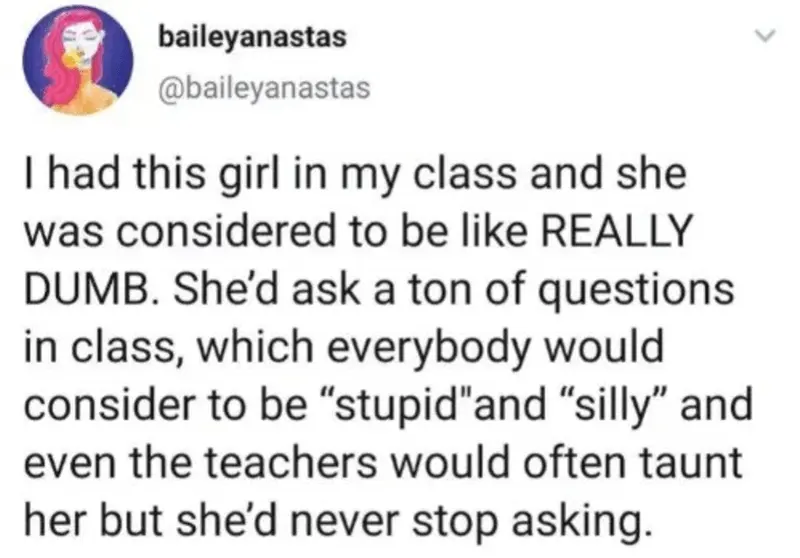 baileyanastas
@baileyanastas
I had this girl in my class and she
was considered to be like REALLY
DUMB. She'd ask a ton of questions
in class, which everybody would
consider to be “stupid"and “silly” and
even the teachers would often taunt
her but she'd never stop asking.